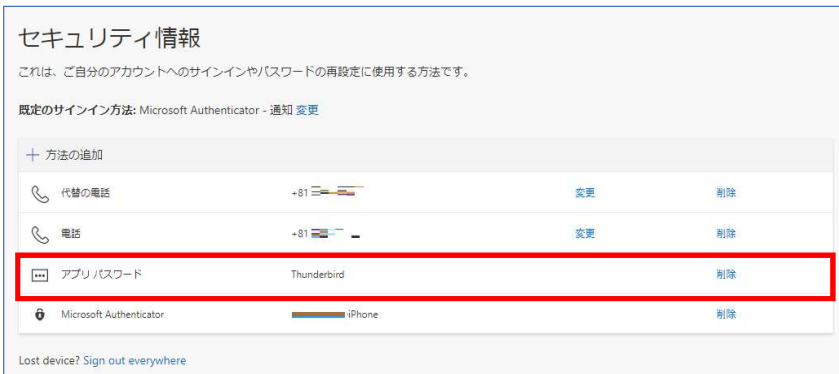 セキュリティ情報
これは、ご自分のアカウントへのサインインやパスワードの再設定に使用する方法です。
既定のサインイン方法: Microsoft Authenticator - 通知 変更
＋ 方法の追加
代替の電話 +81 変更 削除
電話 +81 変更 削除
アプリ パスワード Thunderbird 削除
Microsoft Authenticator iPhone 削除
Lost device? Sign out everywhere